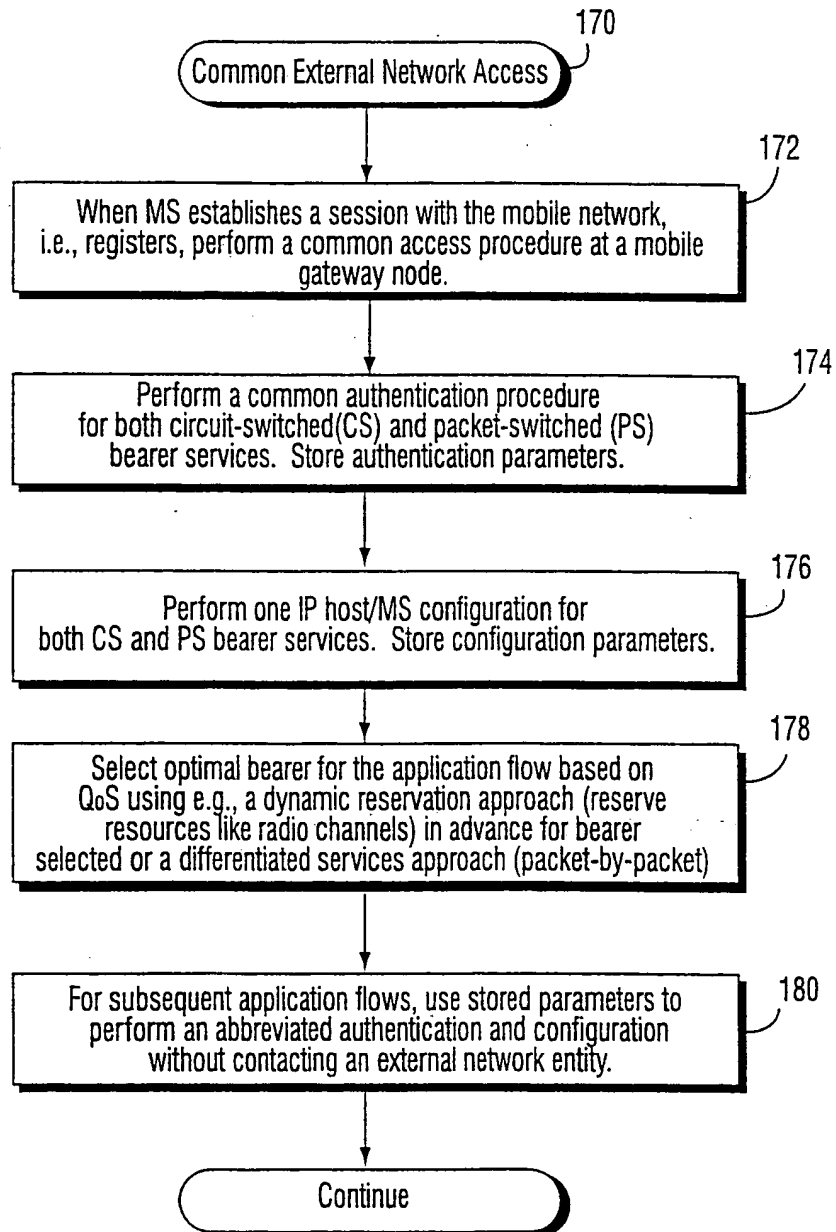 170
Common External Network Access
172
When MS establishes a session with the mobile network,
i.e., registers, perform a common access procedure at a mobile
gateway node.
174
Perform a common authentication procedure
for both circuit-switched(CS) and packet-switched (PS)
bearer services. Store authentication parameters.
176
Perform one IP host/MS configuration for
both CS and PS bearer services. Store configuration parameters.
178
Select optimal bearer for the application flow based on
QoS using e.g., a dynamic reservation approach (reserve
resources like radio channels) in advance for bearer
selected or a differentiated services approach (packet-by-packet)
180
For subsequent application flows, use stored parameters to
perform an abbreviated authentication and configuration
without contacting an external network entity.
Continue